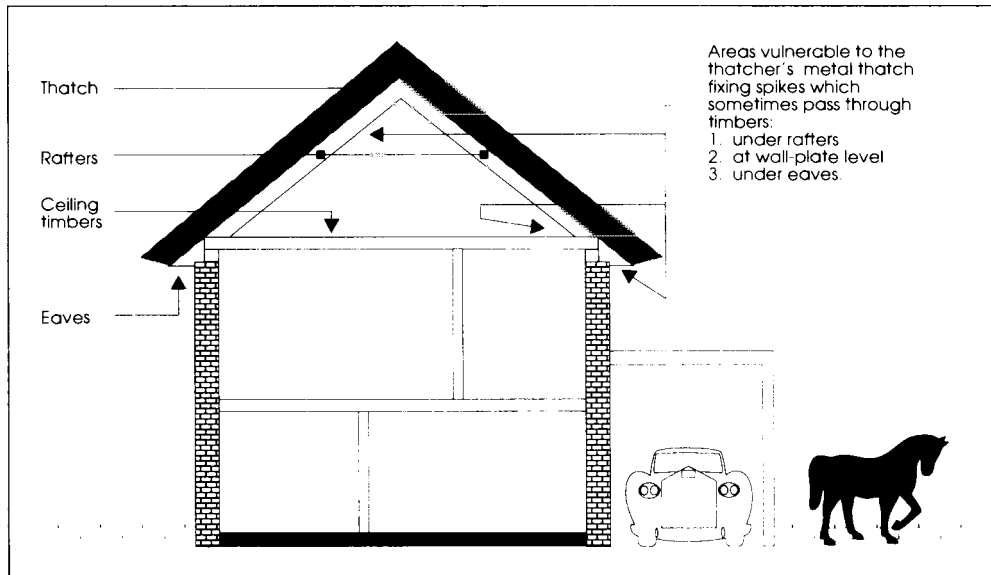 Thatch
Rafters
Ceiling
timbers
Eaves
Areas vulnerable to the
thatcher's metal thatch
fixing spikes which
sometimes pass through
timbers:
1. under rafters
2. at wall-plate level
3. under eaves.